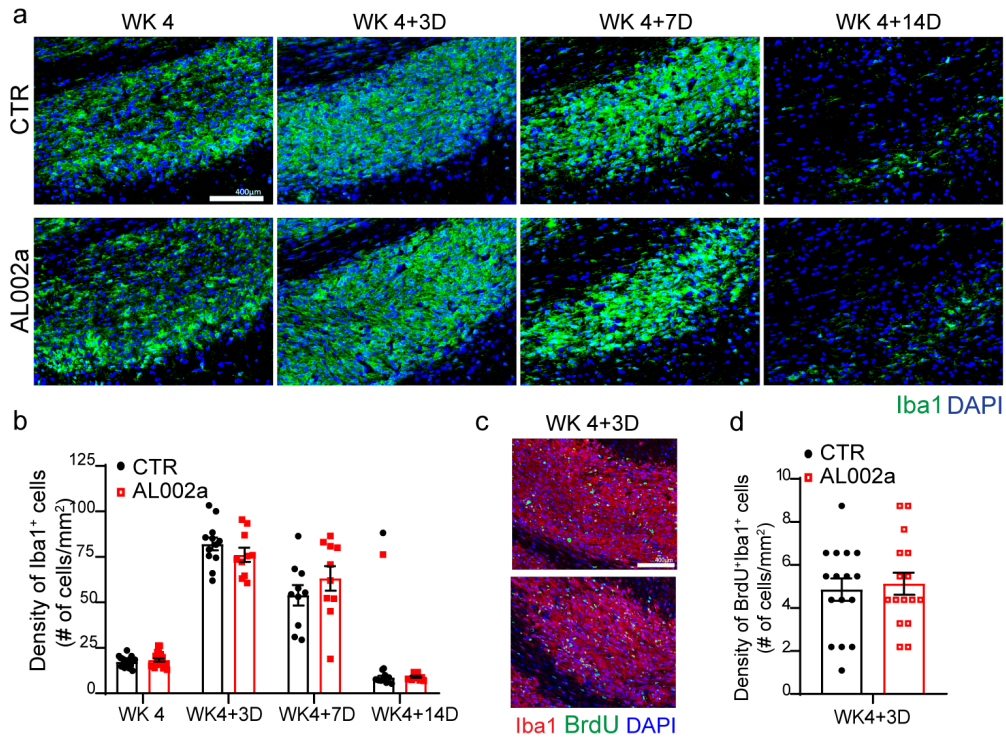 a
WK 4
WK 4+3D
WK 4+7D
WK 4+14D
CTR
400μm
AL002a
Iba1 DAPI
b
Density of Iba1⁺ cells
(# of cells/mm²)
125
100
75
50
25
0
CTR
AL002a
WK 4
WK4+3D
WK4+7D
WK4+14D
c
WK 4+3D
400μm
Iba1 BrdU DAPI
d
Density of BrdU⁺Iba1⁺ cells
(# of cells/mm²)
10
8
6
4
2
0
CTR
AL002a
WK4+3D